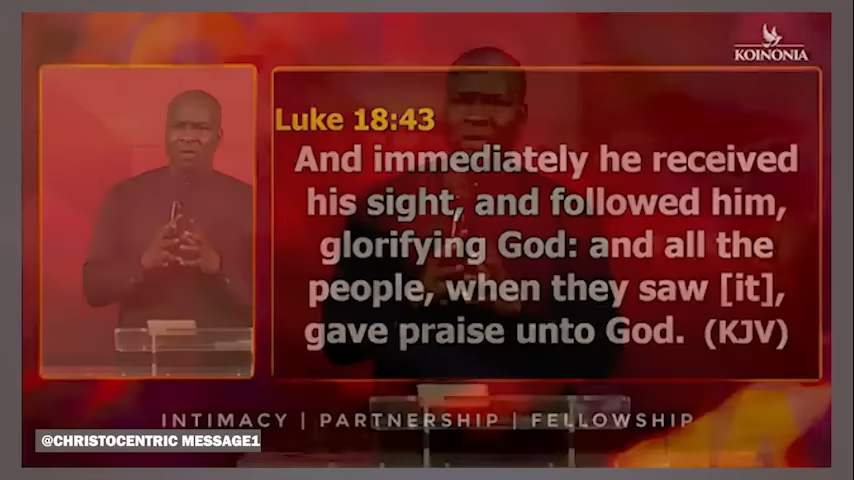 KOINONIA
Luke 18:43
And immediately he received
his sight, and followed him,
glorifying God: and all the
people, when they saw [it],
gave praise unto God. (KJV)
INTIMACY | PARTNERSHIP | FELLOWSHIP
@CHRISTOCENTRIC MESSAGE1